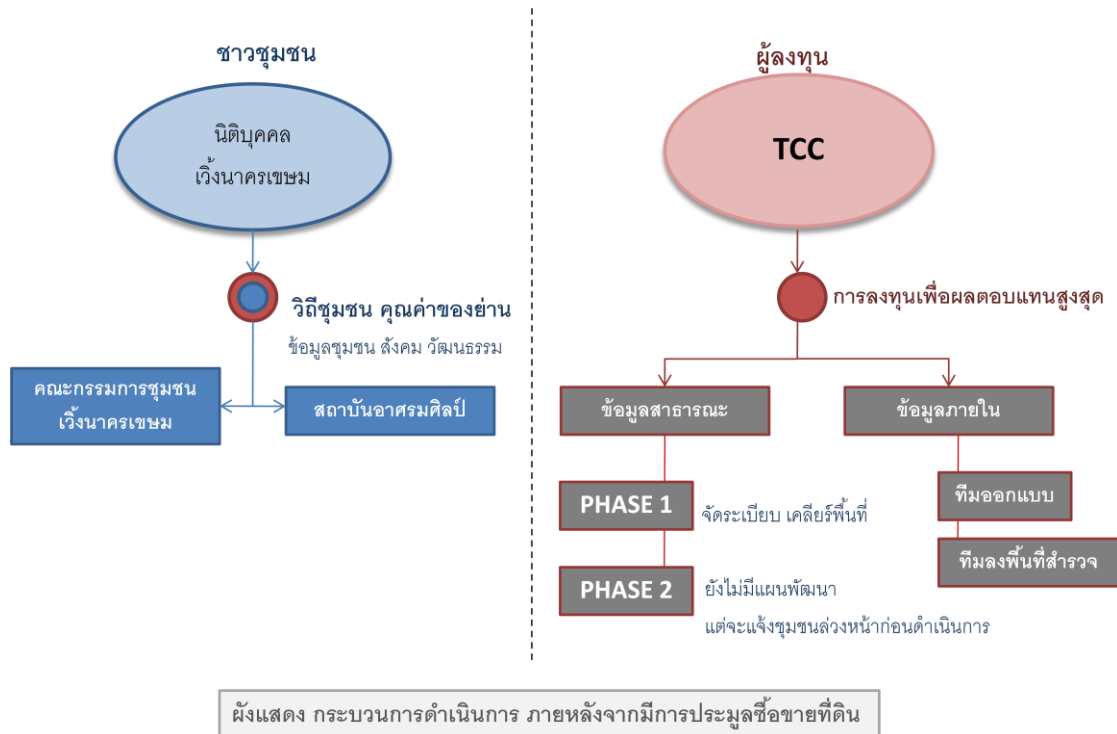 ชาวชุมชน
นิติบุคคล
เวิ้งนาครเขษม
วิถีชุมชน คุณค่าของย่าน
ข้อมูลชุมชน สังคม วัฒนธรรม
คณะกรรมการชุมชน
เวิ้งนาครเขษม
สถาบันอาศรมศิลป์
ผู้ลงทุน
TCC
การลงทุนเพื่อผลตอบแทนสูงสุด
ข้อมูลสาธารณะ
ข้อมูลภายใน
PHASE 1
จัดระเบียบ เคลียร์พื้นที่
PHASE 2
ยังไม่มีแผนพัฒนา
แต่จะแจ้งชุมชนล่วงหน้าก่อนดำเนินการ
ทีมออกแบบ
ทีมลงพื้นที่สำรวจ
ผังแสดง กระบวนการดำเนินการ ภายหลังจากมีการประมูลซื้อขายที่ดิน